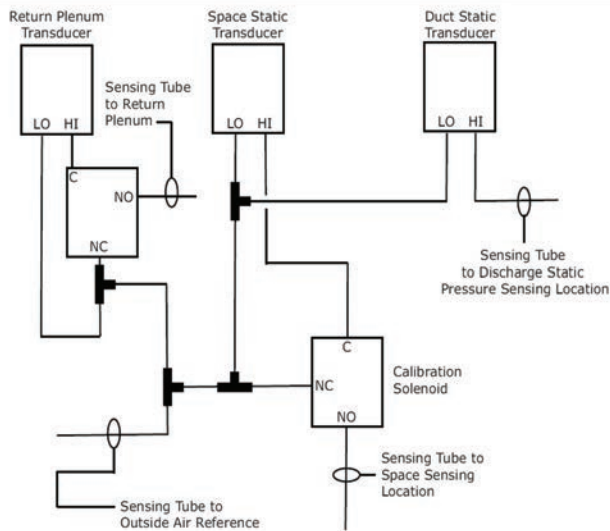 Return Plenum
Transducer
Space Static
Transducer
Duct Static
Transducer
Sensing Tube
to Return
Plenum
LO HI
LO HI
LO HI
C
NO
NC
Sensing Tube
to Discharge Static
Pressure Sensing Location
C
NC
NO
Calibration
Solenoid
Sensing Tube to
Space Sensing
Location
Sensing Tube to
Outside Air Reference